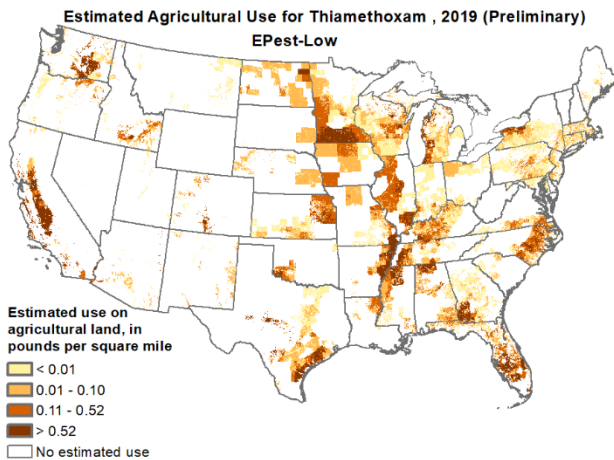 Estimated Agricultural Use for Thiamethoxam , 2019 (Preliminary)
EPest-Low
Estimated use on
agricultural land, in
pounds per square mile
< 0.01
0.01 - 0.10
0.11 - 0.52
> 0.52
No estimated use